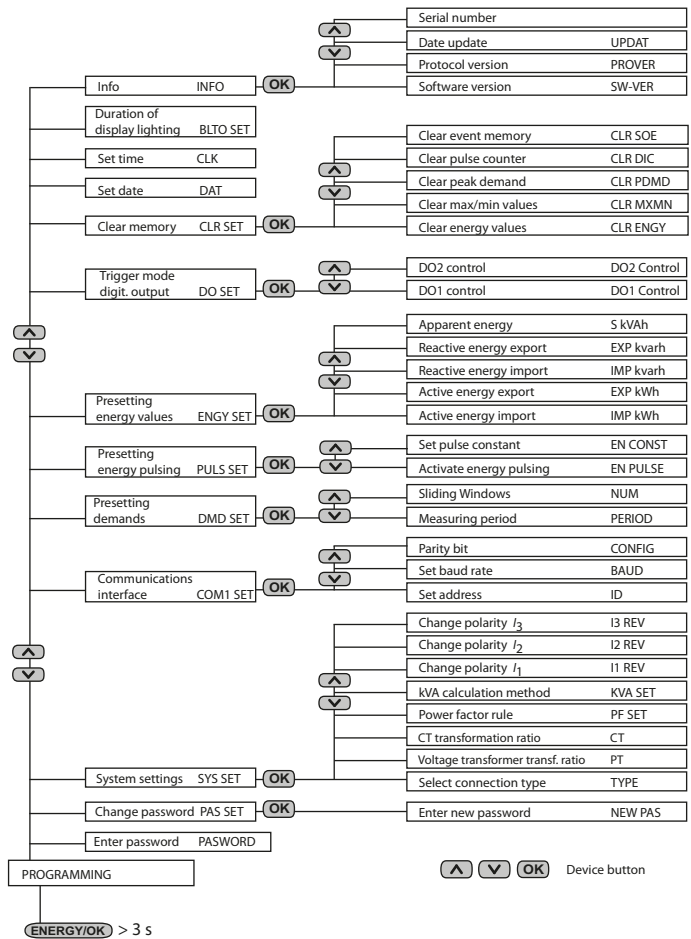 Serial number
Date update UPDAT
Protocol version PROVER
Info INFO OK Software version SW-VER
Duration of
display lighting BLTO SET
Clear event memory CLR SOE
Set time CLK Clear pulse counter CLR DIC
Clear peak demand CLR PDMD
Set date DAT
Clear max/min values CLR MXMN
Clear memory CLR SET OK Clear energy values CLR ENGY
Trigger mode DO2 control DO2 Control
digit. output DO SET OK DO1 control DO1 Control
Apparent energy S kVAh
Reactive energy export EXP kvarh
Reactive energy import IMP kvarh
Presetting Active energy export EXP kWh
energy values ENGY SET OK Active energy import IMP kWh
Presetting Set pulse constant EN CONST
energy pulsing PULS SET OK Activate energy pulsing EN PULSE
Presetting Sliding Windows NUM
demands DMD SET OK Measuring period PERIOD
Parity bit CONFIG
Communications Set baud rate BAUD
interface COM1 SET OK Set address ID
Change polarity I3 I3 REV
Change polarity I2 I2 REV
Change polarity I1 I1 REV
kVA calculation method KVA SET
Power factor rule PF SET
CT transformation ratio CT
Voltage transformer transf. ratio PT
System settings SYS SET OK Select connection type TYPE
Change password PAS SET OK Enter new password NEW PAS
Enter password PASWORD
PROGRAMMING
OK Device button
ENERGY/OK > 3 s